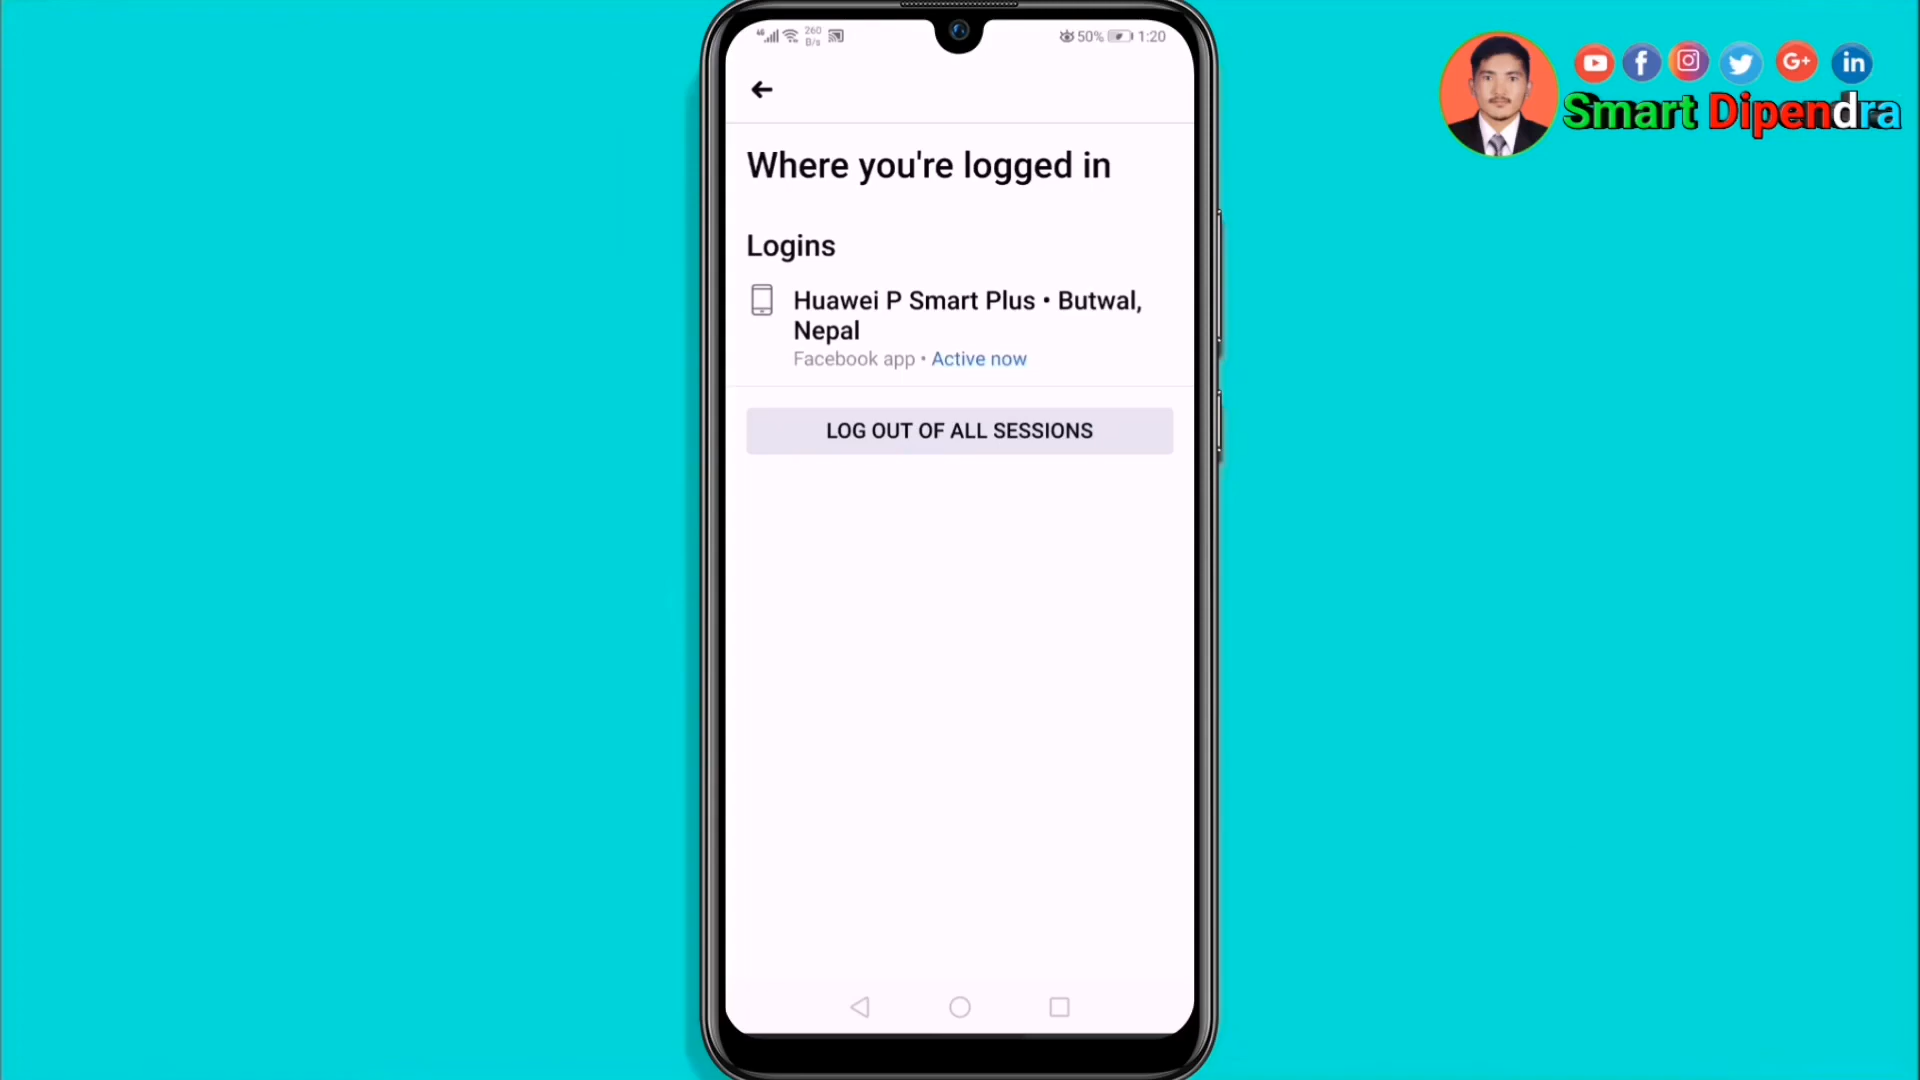 260
B/s
50%
1:20
Smart Dipendra
Where you're logged in
Logins
Huawei P Smart Plus • Butwal,
Nepal
Facebook app • Active now
LOG OUT OF ALL SESSIONS